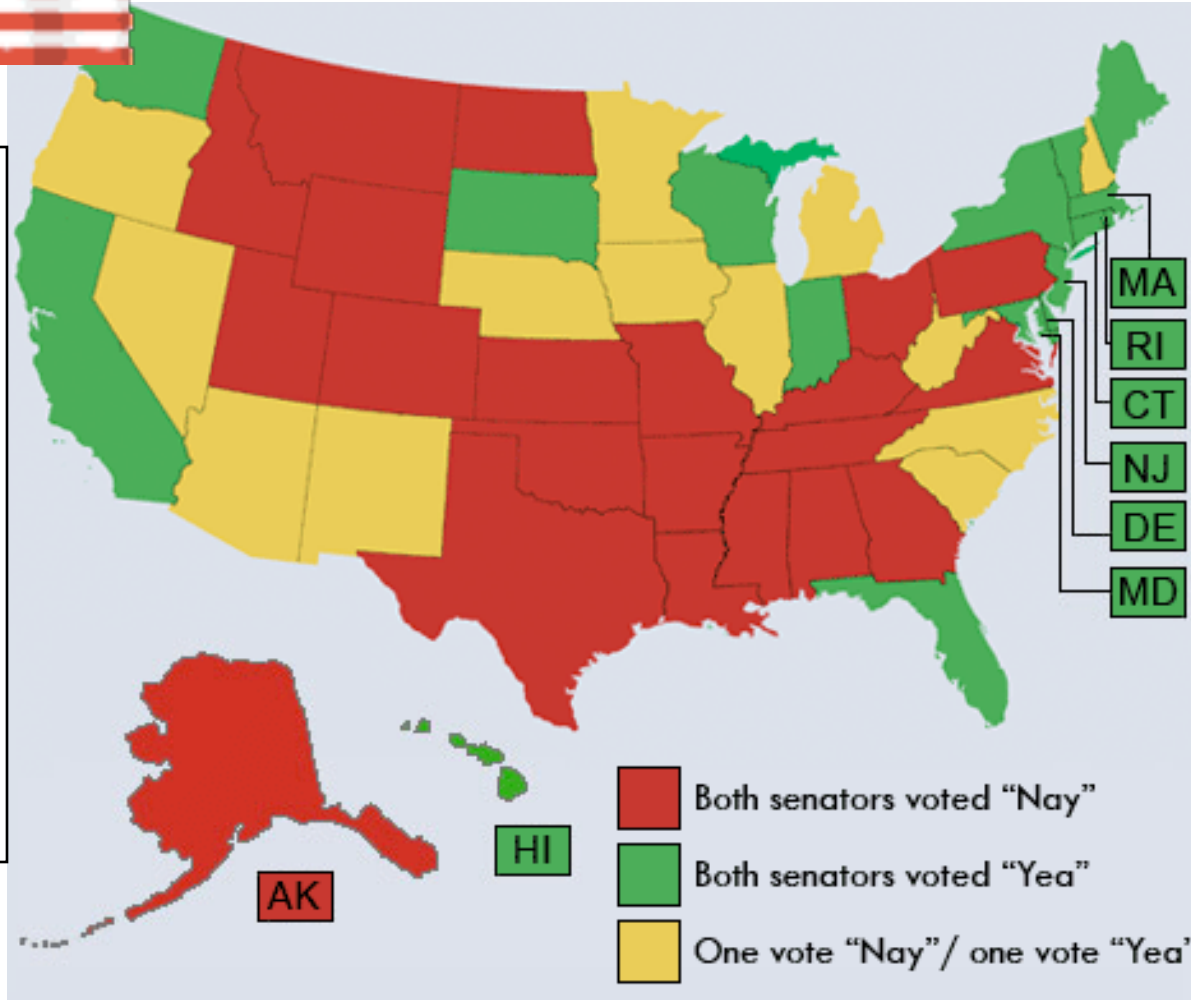 MA
RI
CT
NJ
DE
MD
HI
AK
Both senators voted “Nay”
Both senators voted “Yea”
One vote “Nay”/ one vote “Yea’